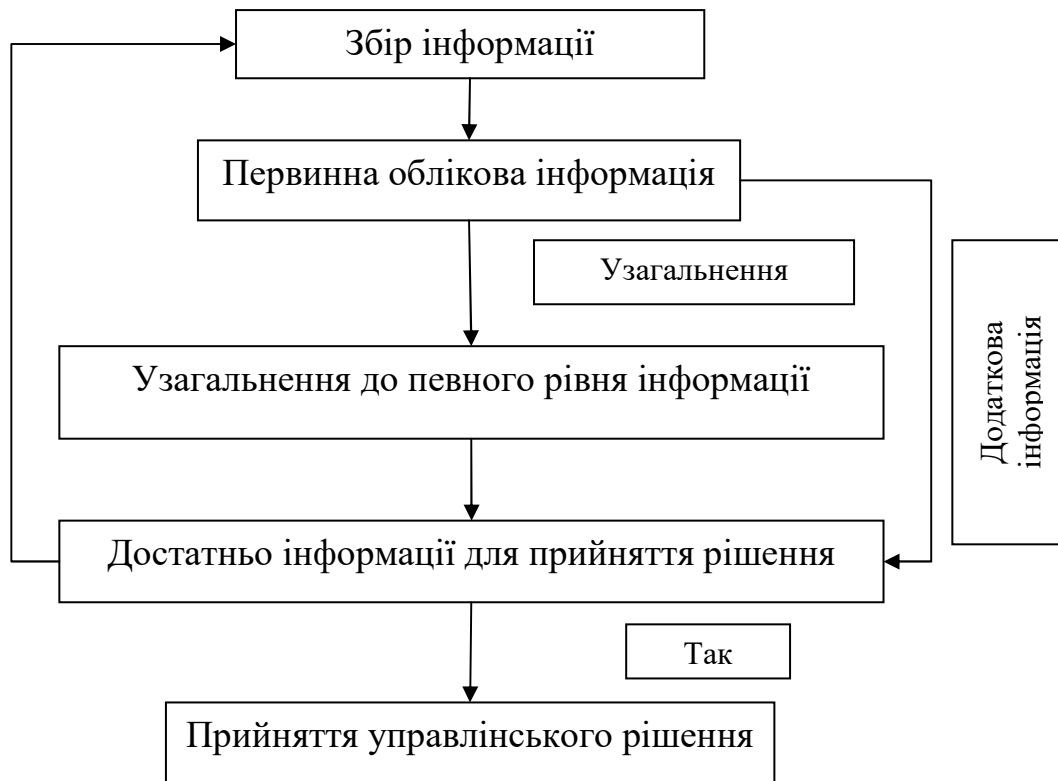 Збір інформації
Первинна облікова інформація
Узагальнення
Додаткова
інформація
Узагальнення до певного рівня інформації
Достатньо інформації для прийняття рішення
Так
Прийняття управлінського рішення